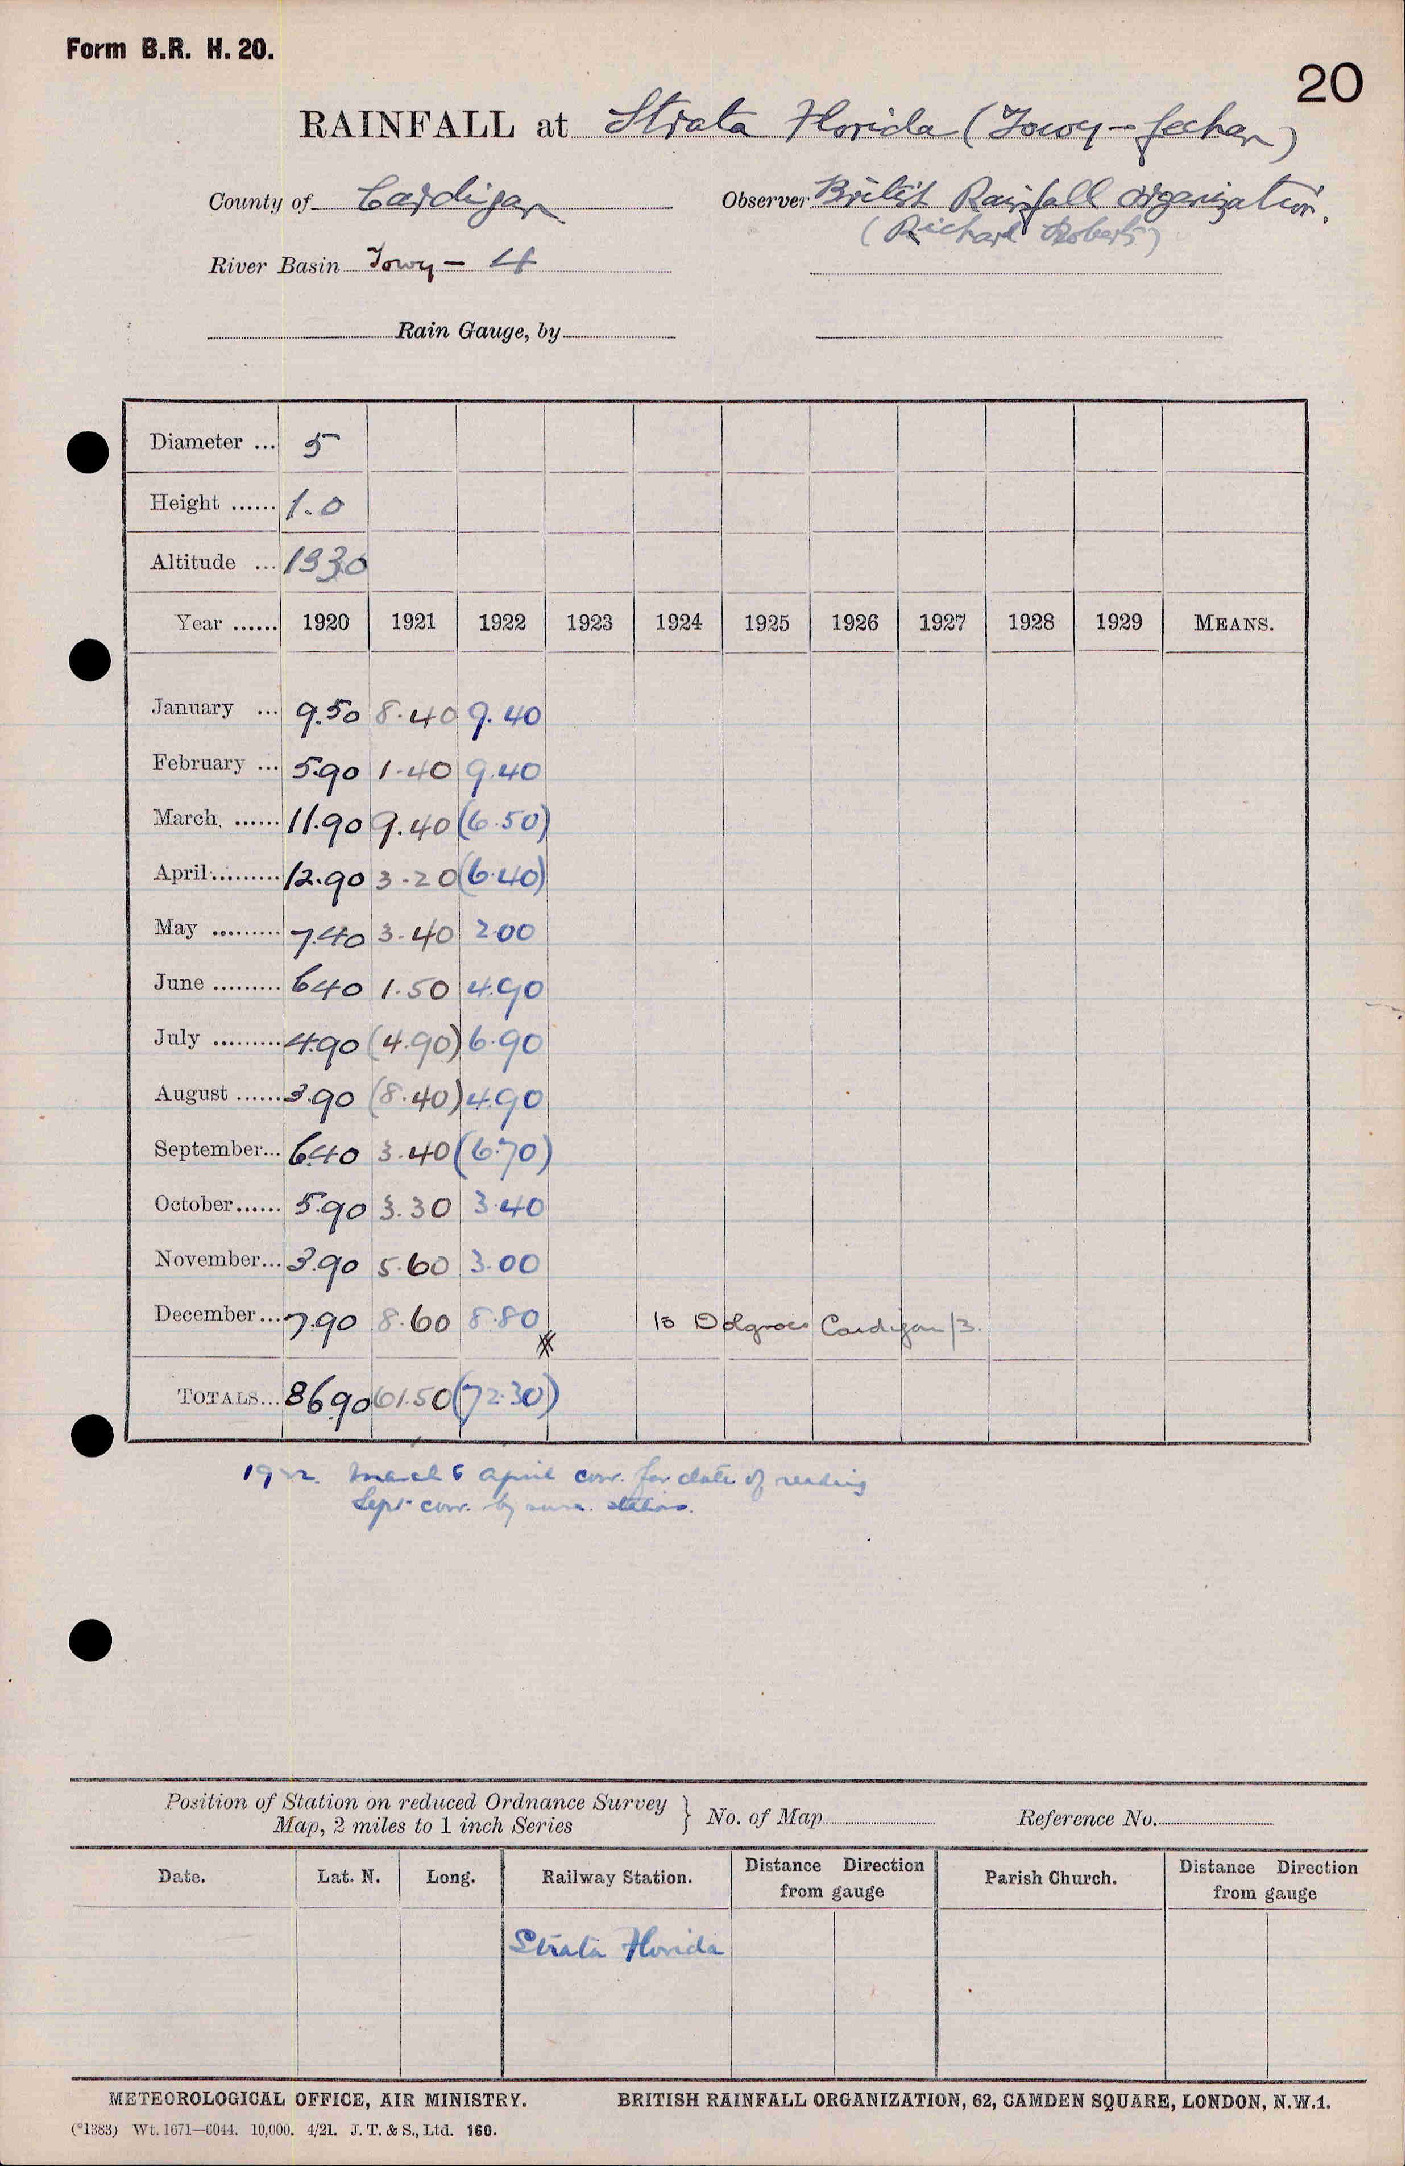 Form B.R. H. 20.
20
RAINFALL at Strata Florida (Towy-fechan)
County of Cardigan Observer British Rainfall Organization.
(Richard Roberts)
River Basin Towy - 4
Rain Gauge, by
Diameter ... 5
Height ...... 1.0
Altitude ... 1330
Year ...... 1920 1921 1922 1923 1924 1925 1926 1927 1928 1929 MEANS.
January ... 9.50 8.40 9.40
February ... 5.90 1.40 9.40
March ...... 11.90 9.40 (6.50)
April ......... 12.90 3.20 (6.40)
May ......... 7.40 3.40 2.00
June ......... 6.40 1.50 4.90
July ......... 4.90 (4.90) 6.90
August ...... 3.90 (8.40) 4.90
September... 6.40 3.40 (6.70)
October...... 5.90 3.30 3.40
November... 3.90 5.60 3.00
December... 7.90 8.60 8.80 to Cardigan /3.
TOTALS... 86.90 61.50 (72.30)
1922. March & April corr. for date of reading
Sept corr. by surr. stations.
Position of Station on reduced Ordnance Survey
Map, 2 miles to 1 inch Series } No. of Map Reference No.
Date. Lat. N. Long. Railway Station. Distance Direction from gauge Parish Church. Distance Direction from gauge
Strata Florida
METEOROLOGICAL OFFICE, AIR MINISTRY. BRITISH RAINFALL ORGANIZATION, 62, CAMDEN SQUARE, LONDON, N.W.1.
(*1383) Wt. 1671—6044. 10,000. 4/21. J. T. & S., Ltd. 160.